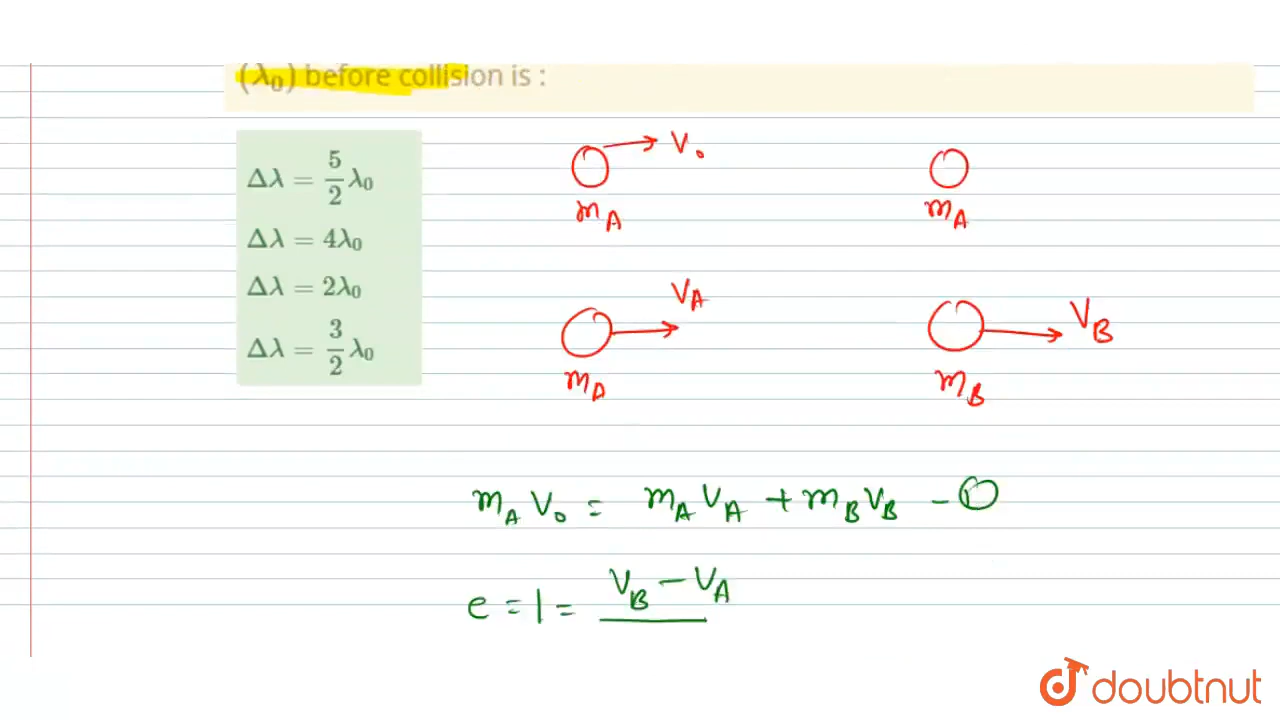 (λ₀) before collision is :
Δλ = 5/2 λ₀
Δλ = 4λ₀
Δλ = 2λ₀
Δλ = 3/2 λ₀
V₀
m_A m_A
V_A V_B
m_A m_B
m_A V₀ = m_A V_A + m_B V_B - ①
e = 1 = V_B - V_A
doubtnut